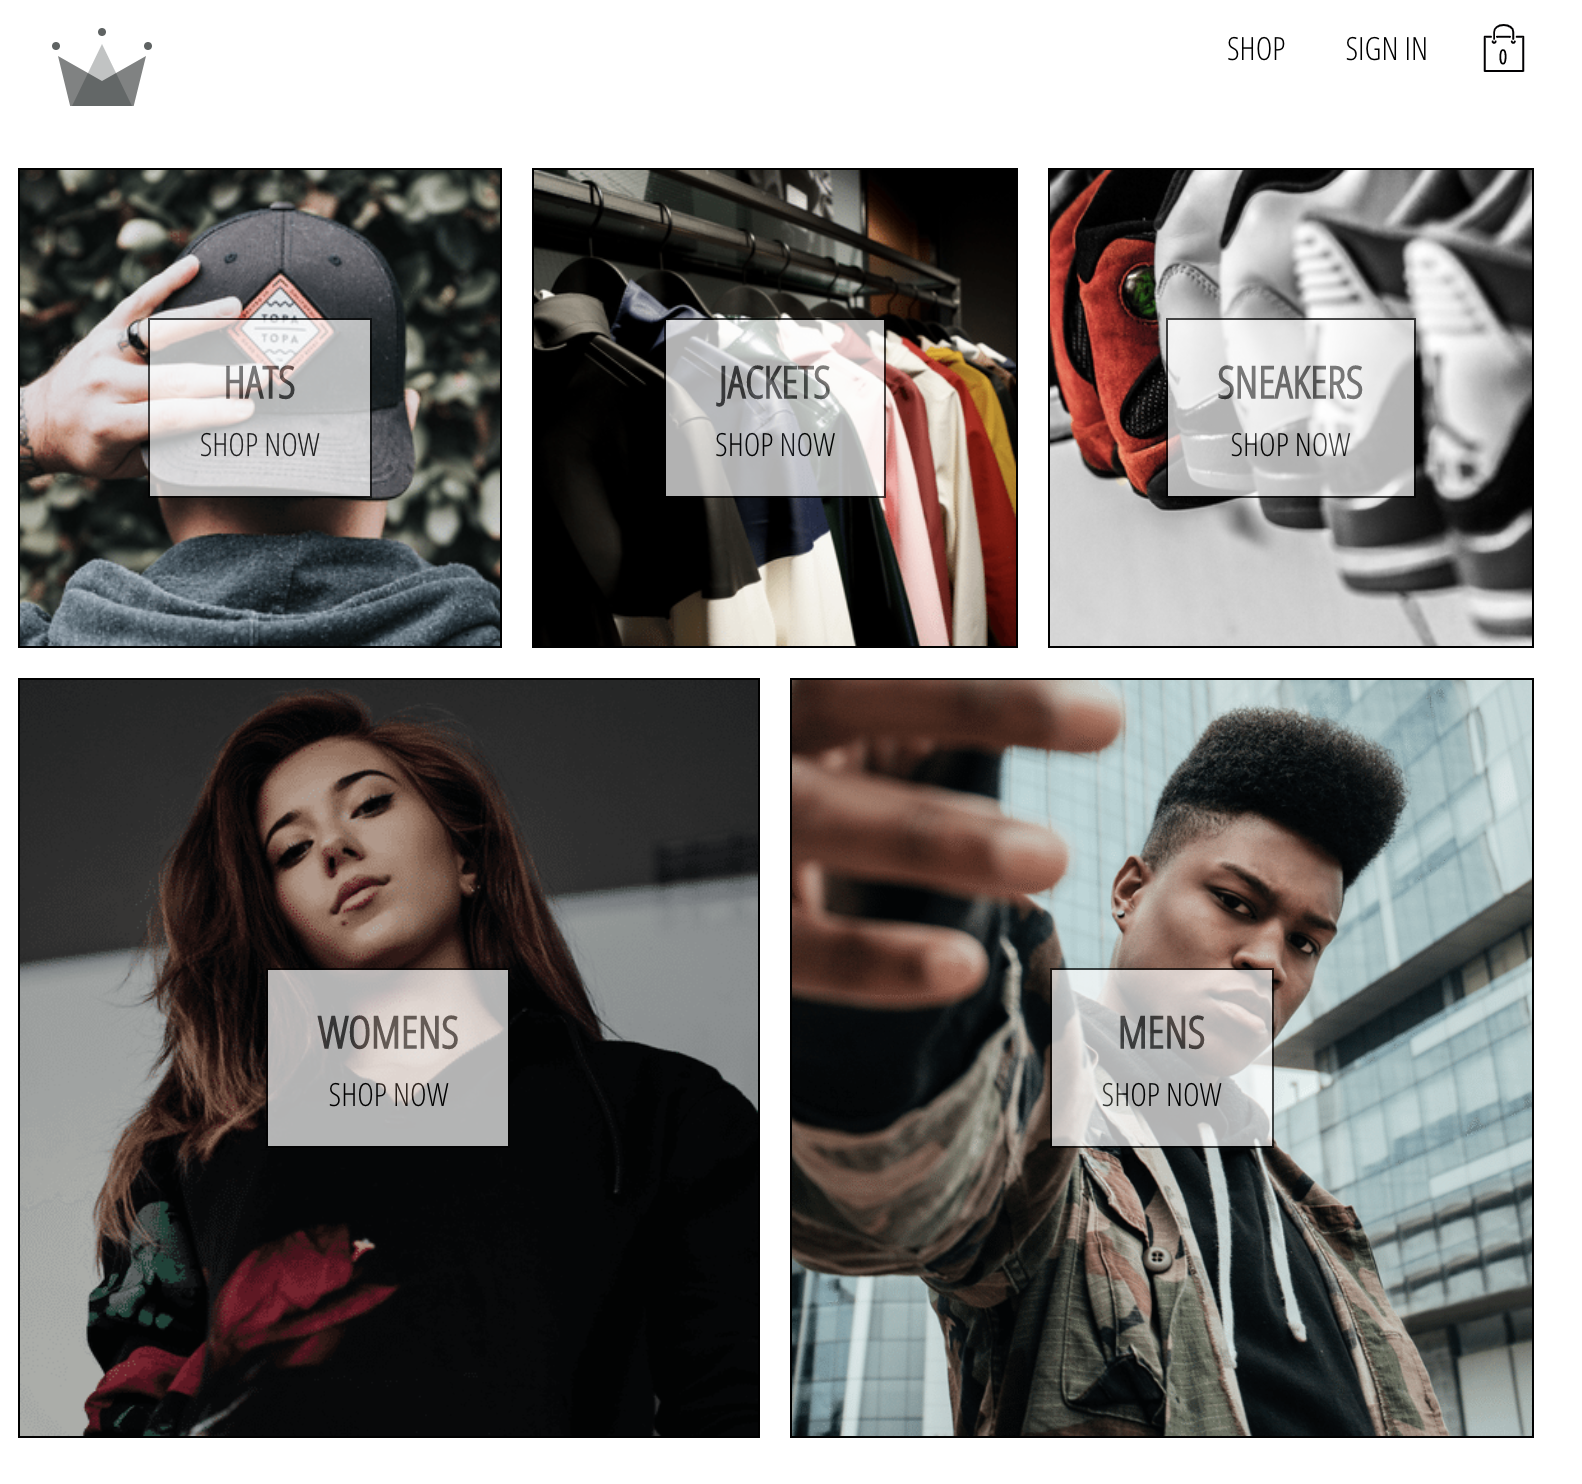 SHOP
SIGN IN
0
TOPA
TOPA
HATS
SHOP NOW
JACKETS
SHOP NOW
SNEAKERS
SHOP NOW
WOMENS
SHOP NOW
MENS
SHOP NOW